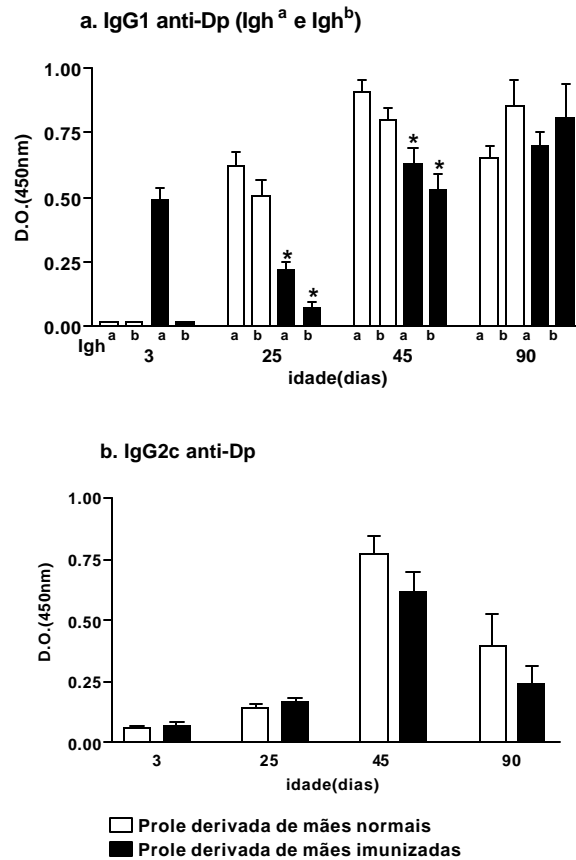 a. IgG1 anti-Dp (Igh a e Igh b)
1.00
0.75
0.50
0.25
0.00
D.O.(450nm)
* * * *
Igh a b a b a b a b a b a b a b a b
3 25 45 90
idade(dias)
b. IgG2c anti-Dp
1.00
0.75
0.50
0.25
0.00
D.O.(450nm)
3 25 45 90
idade(dias)
Prole derivada de mães normais
Prole derivada de mães imunizadas